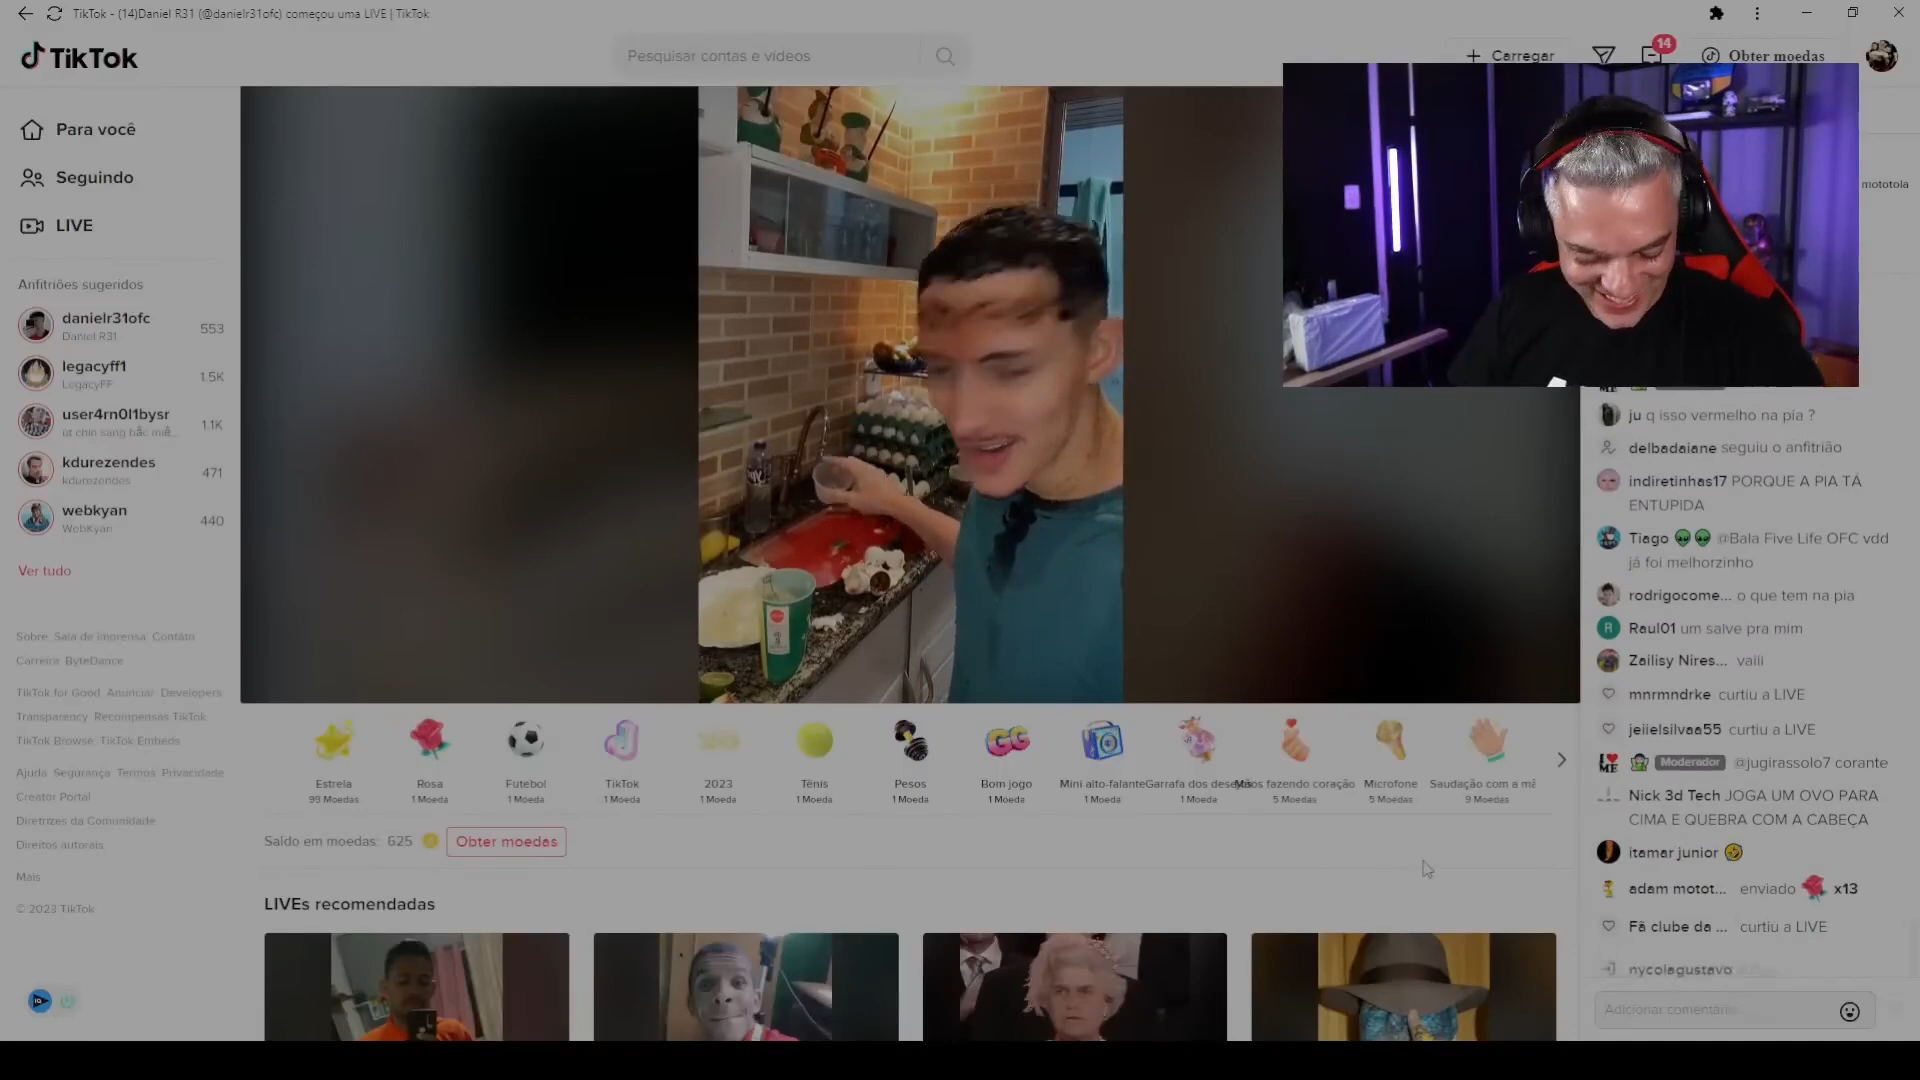 TikTok - (14)Daniel R31 (@danielr31ofc) começou uma LIVE | TikTok
TikTok
Pesquisar contas e vídeos
Carregar
14
Obter moedas
Para você
Seguindo
LIVE
Anfitriões sugeridos
danielr31ofc
Daniel R31
553
legacyff1
LegacyFF
1.5K
user4rn0l1bysr
1.1K
kdurezendes
kdurezendes
471
webkyan
WebKyan
440
Ver tudo
Sobre Sala de imprensa Contato
Carreira ByteDance
TikTok for Good Anunciar Developers
Transparency Recompensas TikTok
TikTok Browse TikTok Embeds
Ajuda Segurança Termos Privacidade
Creator Portal
Diretrizes da Comunidade
Direitos autorais
Mais
© 2023 TikTok
Estrela
99 Moedas
Rosa
1 Moeda
Futebol
1 Moeda
TikTok
1 Moeda
2023
1 Moeda
Tênis
1 Moeda
Pesos
1 Moeda
Bom jogo
1 Moeda
Mini alto-falante
1 Moeda
Garrafa dos
1 Moeda
fazendo coração
5 Moedas
Microfone
5 Moedas
Saudação com a mã
9 Moedas
Saldo em moedas: 625
Obter moedas
LIVEs recomendadas
mototola
ju q isso vermelho na pia ?
delbadaiane seguiu o anfitrião
indiretinhas17 PORQUE A PIA TÁ
ENTUPIDA
Tiago 👽👽 @Bala Five Life OFC vdd
já foi melhorzinho
rodrigocome... o que tem na pia
R Raul01 um salve pra mim
Zailisy Nires... vaiii
mnrmndrke curtiu a LIVE
jeiielsilvaa55 curtiu a LIVE
Moderador @jugirassolo7 corante
Nick 3d Tech JOGA UM OVO PARA
CIMA E QUEBRA COM A CABEÇA
itamar junior 🤣
adam motot... enviado x13
Fã clube da ... curtiu a LIVE
nycolagustavo
Adicionar comentário